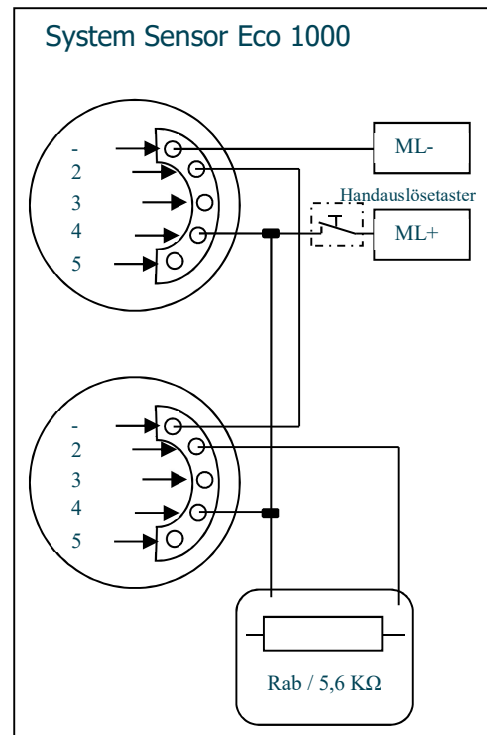 System Sensor Eco 1000
-
2
3
4
5
ML-
Handauslösetaster
ML+
-
2
3
4
5
Rab / 5,6 KΩ